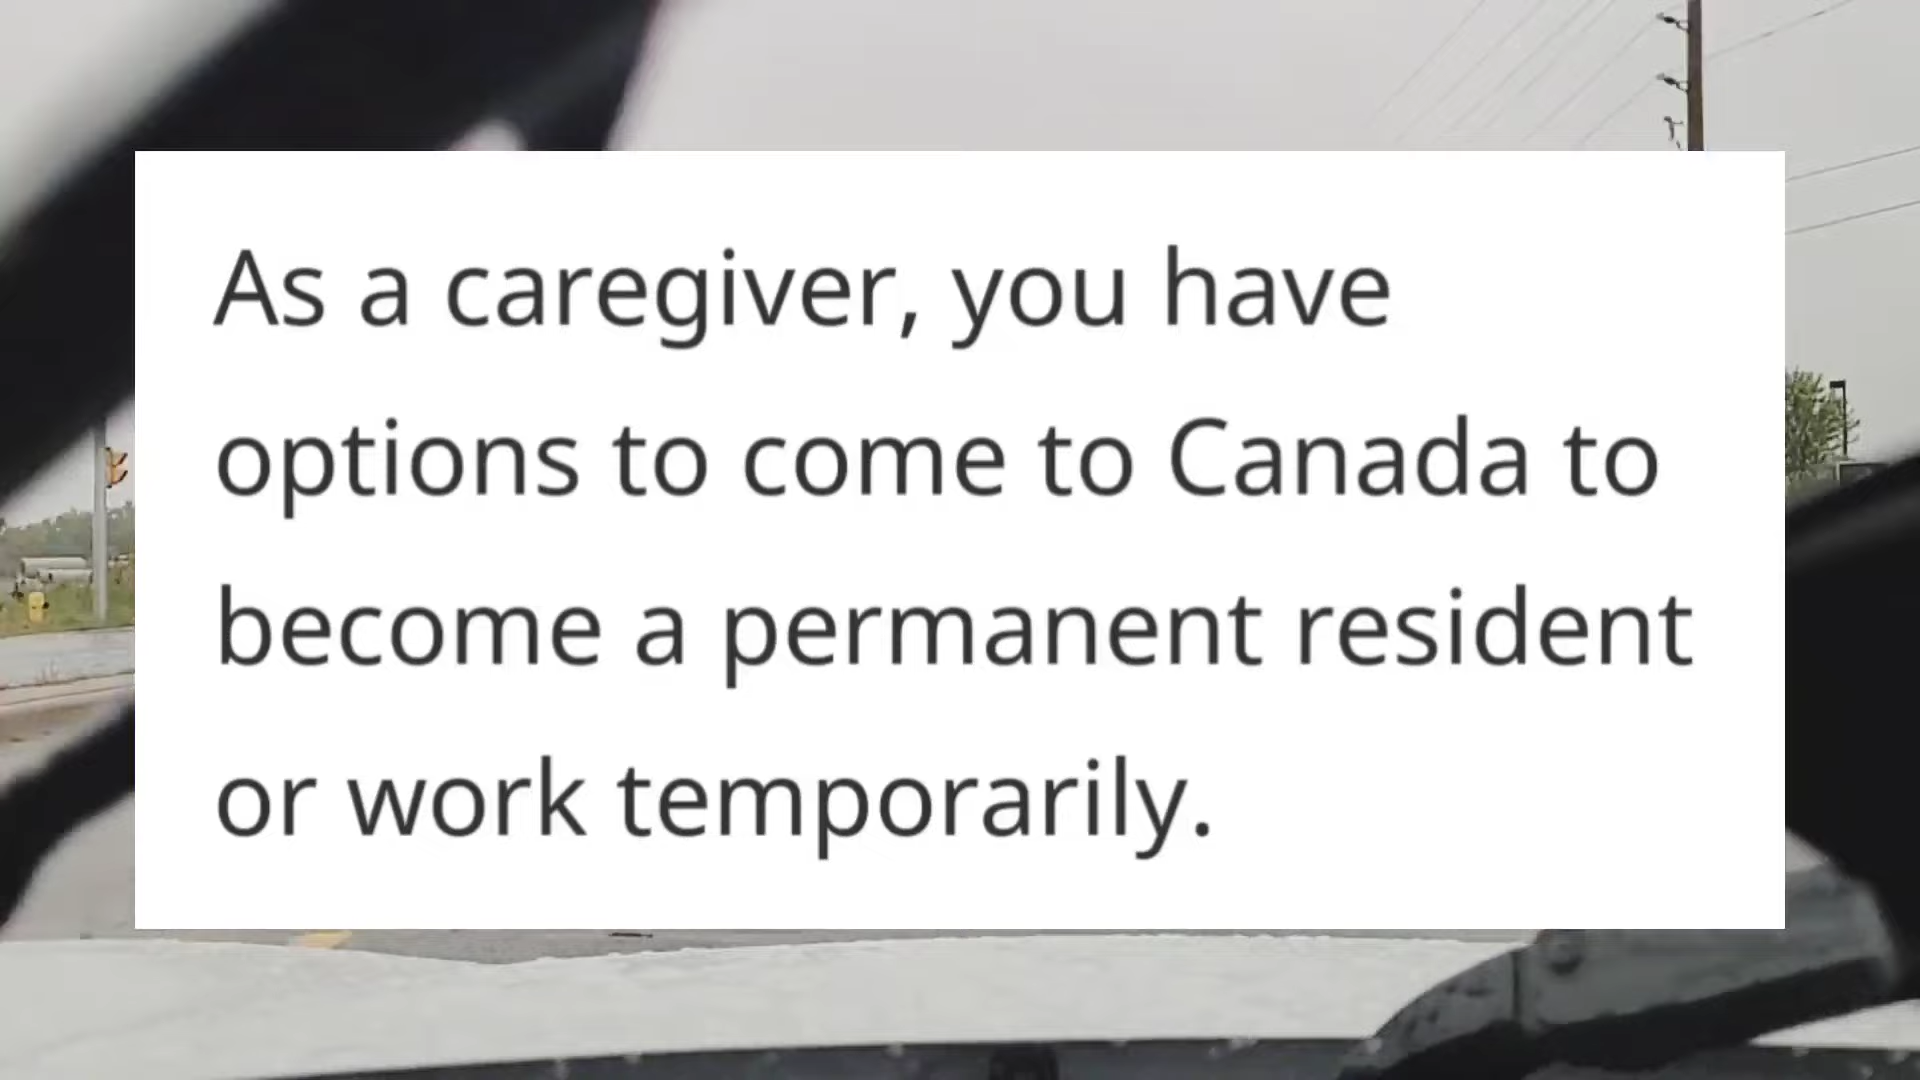 As a caregiver, you have
options to come to Canada to
become a permanent resident
or work temporarily.